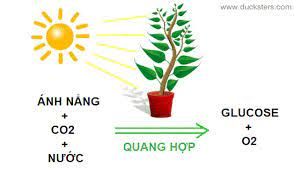 www.ducksters.com
ÁNH NẮNG
+
CO2
+
NƯỚC
QUANG HỢP
GLUCOSE
+
O2